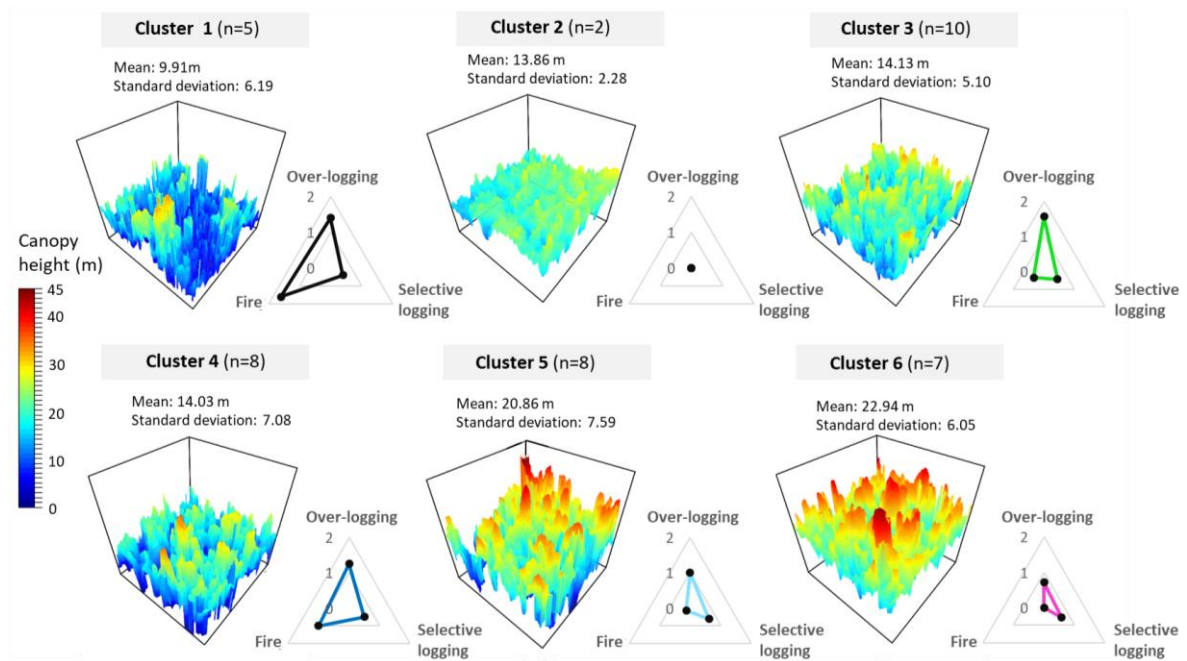 Cluster 1 (n=5)
Mean: 9.91m
Standard deviation: 6.19
Over-logging
2
1
0
Fire
Selective
logging
Cluster 2 (n=2)
Mean: 13.86 m
Standard deviation: 2.28
Over-logging
2
1
0
Fire
Selective
logging
Cluster 3 (n=10)
Mean: 14.13 m
Standard deviation: 5.10
Over-logging
2
1
0
Fire
Selective
logging
Canopy
height (m)
45
40
30
20
10
0
Cluster 4 (n=8)
Mean: 14.03 m
Standard deviation: 7.08
Over-logging
2
1
0
Fire
Selective
logging
Cluster 5 (n=8)
Mean: 20.86 m
Standard deviation: 7.59
Over-logging
2
1
0
Fire
Selective
logging
Cluster 6 (n=7)
Mean: 22.94 m
Standard deviation: 6.05
Over-logging
2
1
0
Fire
Selective
logging